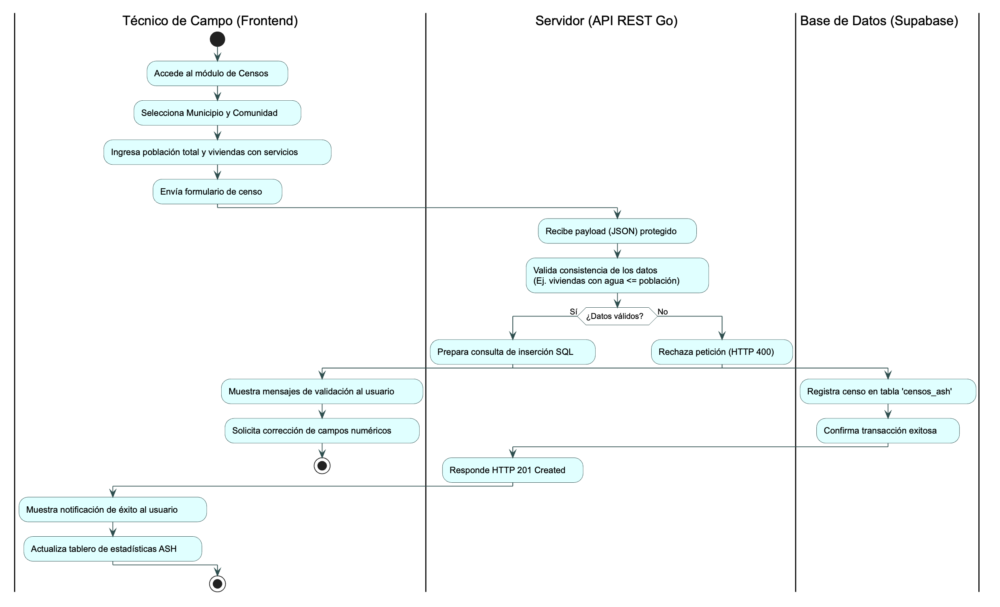 Técnico de Campo (Frontend)
Servidor (API REST Go)
Base de Datos (Supabase)
Accede al módulo de Censos
Selecciona Municipio y Comunidad
Ingresa población total y viviendas con servicios
Envía formulario de censo
Recibe payload (JSON) protegido
Valida consistencia de los datos
(Ej. viviendas con agua <= población)
Sí
¿Datos válidos?
No
Prepara consulta de inserción SQL
Rechaza petición (HTTP 400)
Muestra mensajes de validación al usuario
Registra censo en tabla 'censos_ash'
Solicita corrección de campos numéricos
Confirma transacción exitosa
Responde HTTP 201 Created
Muestra notificación de éxito al usuario
Actualiza tablero de estadísticas ASH